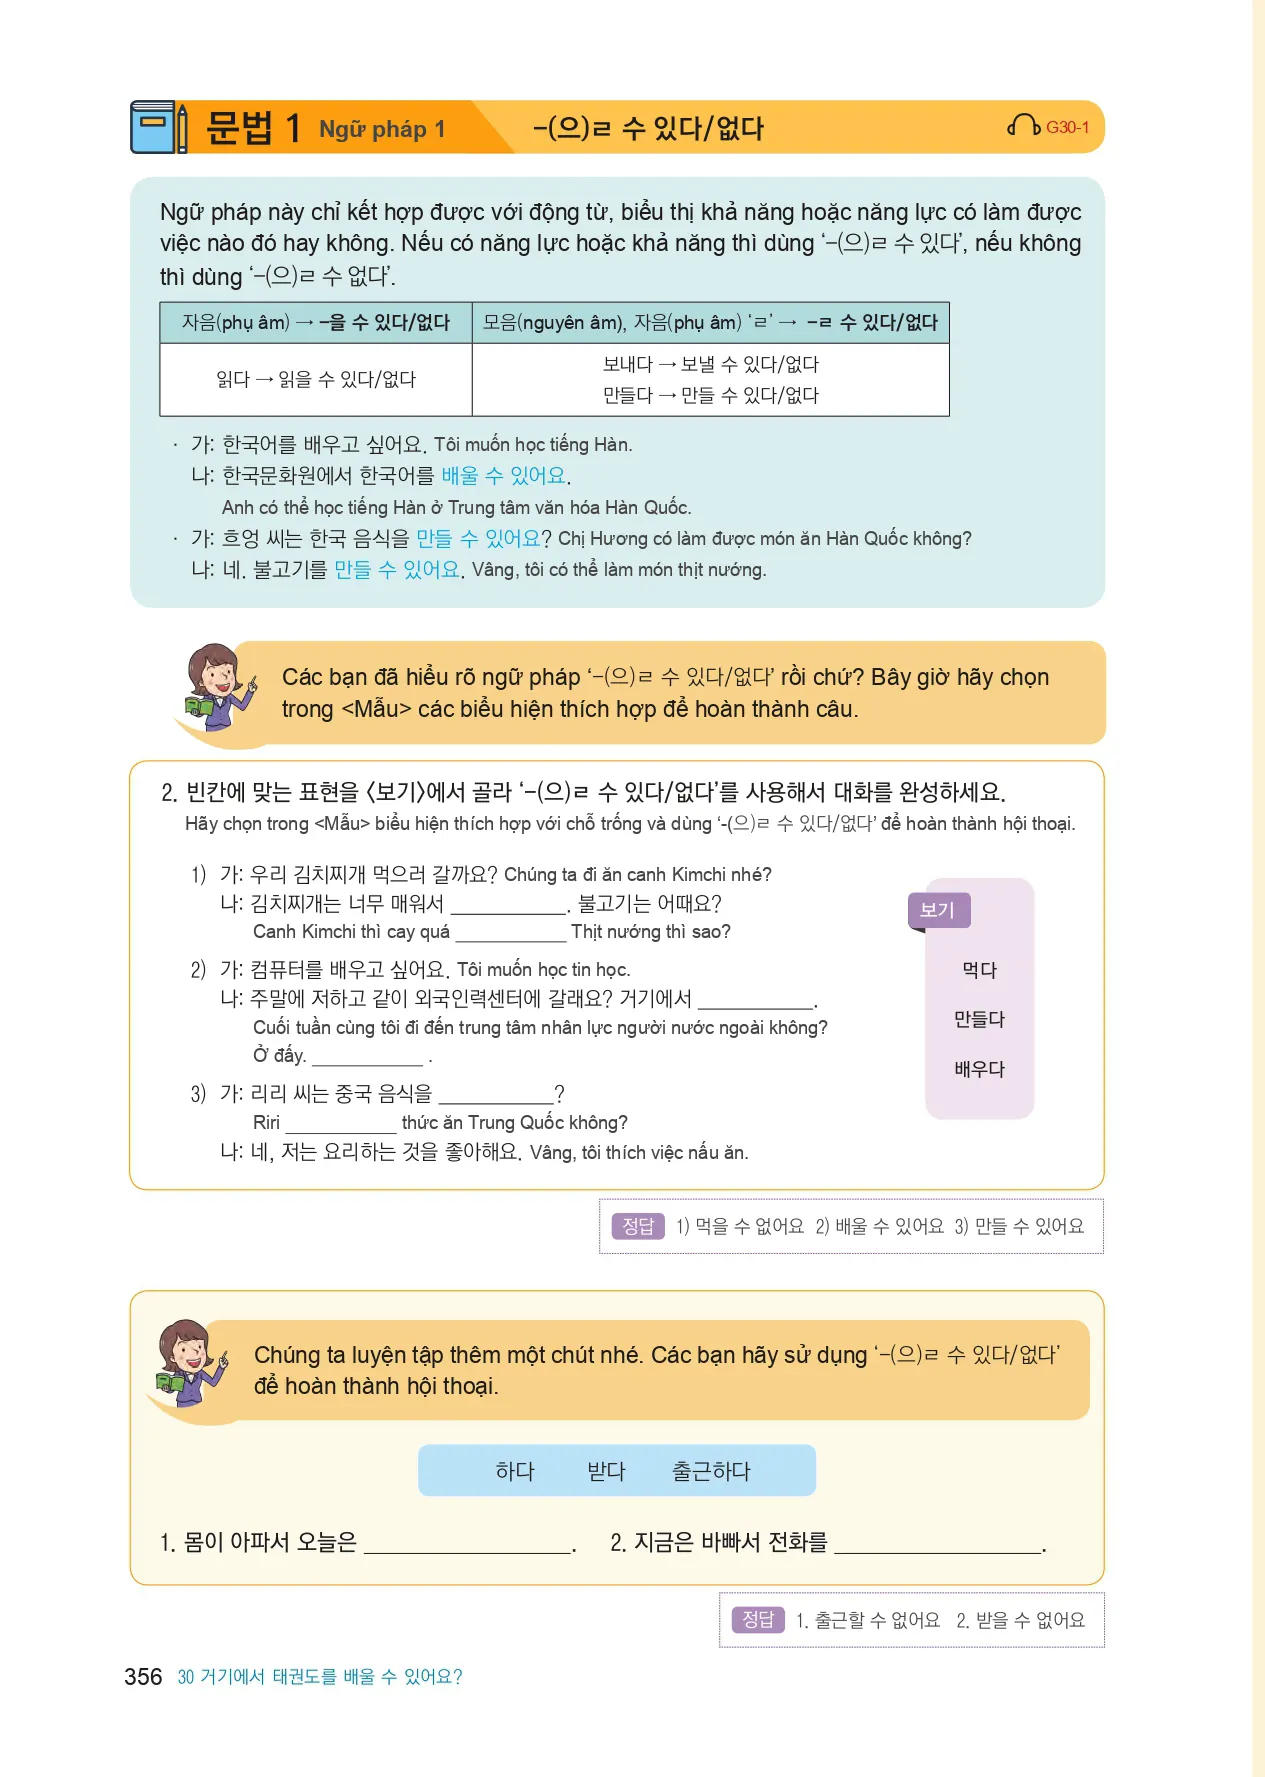 문법 1 Ngữ pháp 1 -(으)ㄹ 수 있다/없다 G30-1
Ngữ pháp này chỉ kết hợp được với động từ, biểu thị khả năng hoặc năng lực có làm được
việc nào đó hay không. Nếu có năng lực hoặc khả năng thì dùng ‘-(으)ㄹ 수 있다’, nếu không
thì dùng ‘-(으)ㄹ 수 없다’.
자음(phụ âm) → -을 수 있다/없다 모음(nguyên âm), 자음(phụ âm) ‘ㄹ’ → -ㄹ 수 있다/없다
읽다 → 읽을 수 있다/없다
보내다 → 보낼 수 있다/없다
만들다 → 만들 수 있다/없다
· 가: 한국어를 배우고 싶어요. Tôi muốn học tiếng Hàn.
나: 한국문화원에서 한국어를 배울 수 있어요.
Anh có thể học tiếng Hàn ở Trung tâm văn hóa Hàn Quốc.
· 가: 흐엉 씨는 한국 음식을 만들 수 있어요? Chị Hương có làm được món ăn Hàn Quốc không?
나: 네. 불고기를 만들 수 있어요. Vâng, tôi có thể làm món thịt nướng.
Các bạn đã hiểu rõ ngữ pháp ‘-(으)ㄹ 수 있다/없다’ rồi chứ? Bây giờ hãy chọn
trong <Mẫu> các biểu hiện thích hợp để hoàn thành câu.
2. 빈칸에 맞는 표현을 〈보기〉에서 골라 ‘-(으)ㄹ 수 있다/없다’를 사용해서 대화를 완성하세요.
Hãy chọn trong <Mẫu> biểu hiện thích hợp với chỗ trống và dùng ‘-(으)ㄹ 수 있다/없다’ để hoàn thành hội thoại.
1) 가: 우리 김치찌개 먹으러 갈까요? Chúng ta đi ăn canh Kimchi nhé?
나: 김치찌개는 너무 매워서 ___________. 불고기는 어때요?
Canh Kimchi thì cay quá ___________ Thịt nướng thì sao?
2) 가: 컴퓨터를 배우고 싶어요. Tôi muốn học tin học.
나: 주말에 저하고 같이 외국인력센터에 갈래요? 거기에서 ___________.
Cuối tuần cùng tôi đi đến trung tâm nhân lực người nước ngoài không?
Ở đấy. ___________ .
3) 가: 리리 씨는 중국 음식을 ___________?
Riri ___________ thức ăn Trung Quốc không?
나: 네, 저는 요리하는 것을 좋아해요. Vâng, tôi thích việc nấu ăn.
보기
먹다
만들다
배우다
정답 1) 먹을 수 없어요 2) 배울 수 있어요 3) 만들 수 있어요
Chúng ta luyện tập thêm một chút nhé. Các bạn hãy sử dụng ‘-(으)ㄹ 수 있다/없다’
để hoàn thành hội thoại.
하다 받다 출근하다
1. 몸이 아파서 오늘은 ____________________. 2. 지금은 바빠서 전화를 ____________________.
정답 1. 출근할 수 없어요 2. 받을 수 없어요
356 30 거기에서 태권도를 배울 수 있어요?